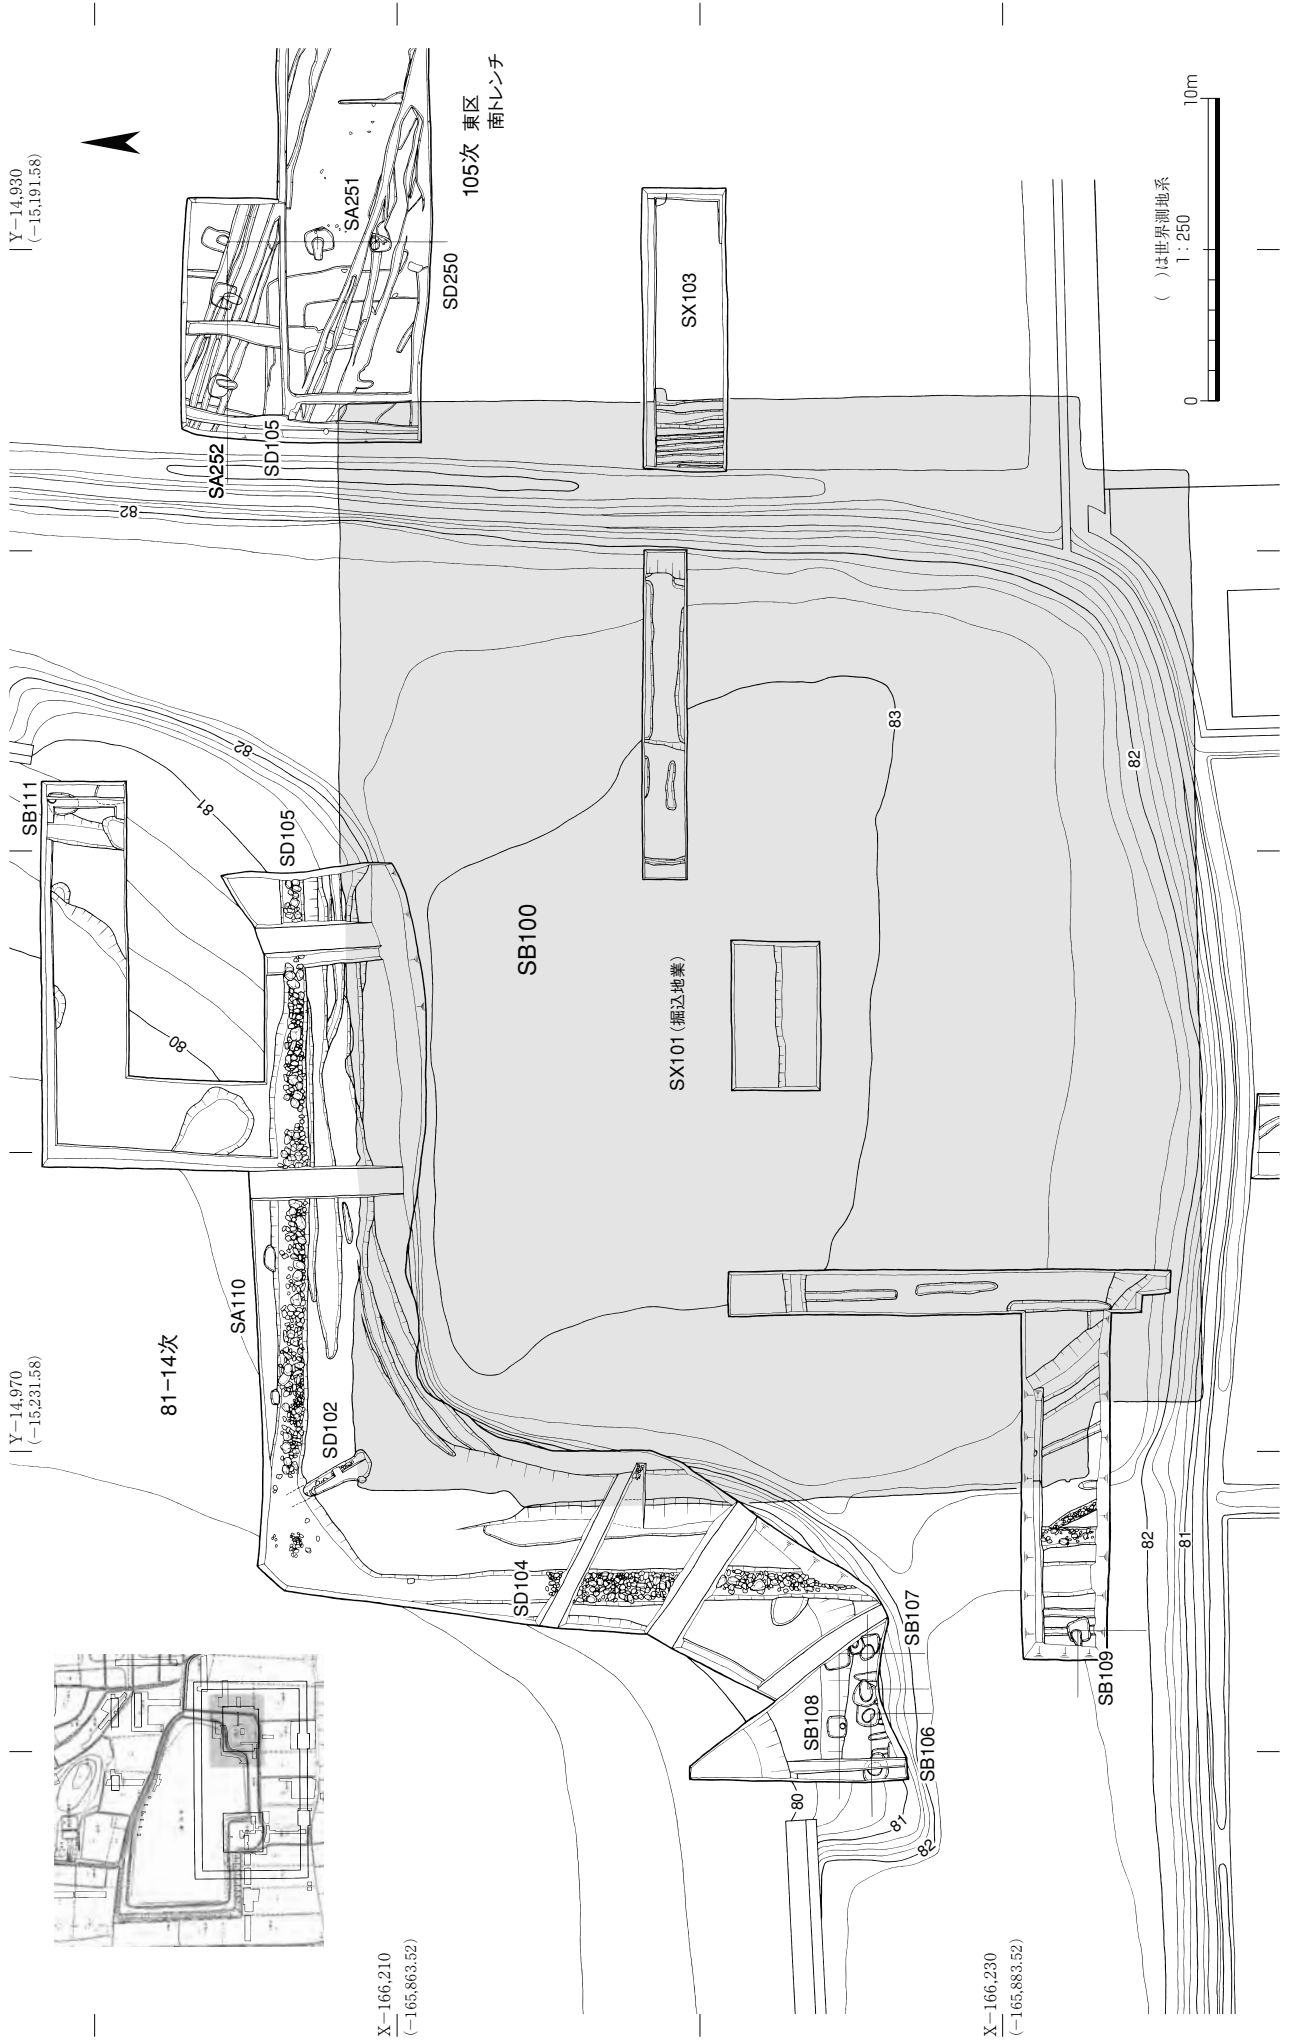 Y-14,930
(-15,191.58)
105次 東区
南トレンチ
SA251
SD250
SA252
SD105
82
SX103
( )は世界測地系
1:250
0
10m
SB111
82
81
SD105
80
83
82
SB100
SX101(掘込地業)
SA110
81-14次
Y-14,970
(-15,231.58)
SD102
SD104
SB107
SB108
SB106
SB109
82
81
80
81
82
X-166,210
(-165,863.52)
X-166,230
(-165,883.52)